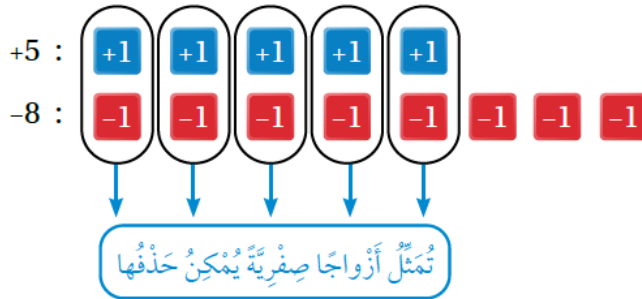 +5 : +1 +1 +1 +1 +1
–8 : –1 –1 –1 –1 –1 –1 –1 –1
تُمَثِّلُ أَزْواجًا صِفْرِيَّةً يُمْكِنُ حَذْفُها